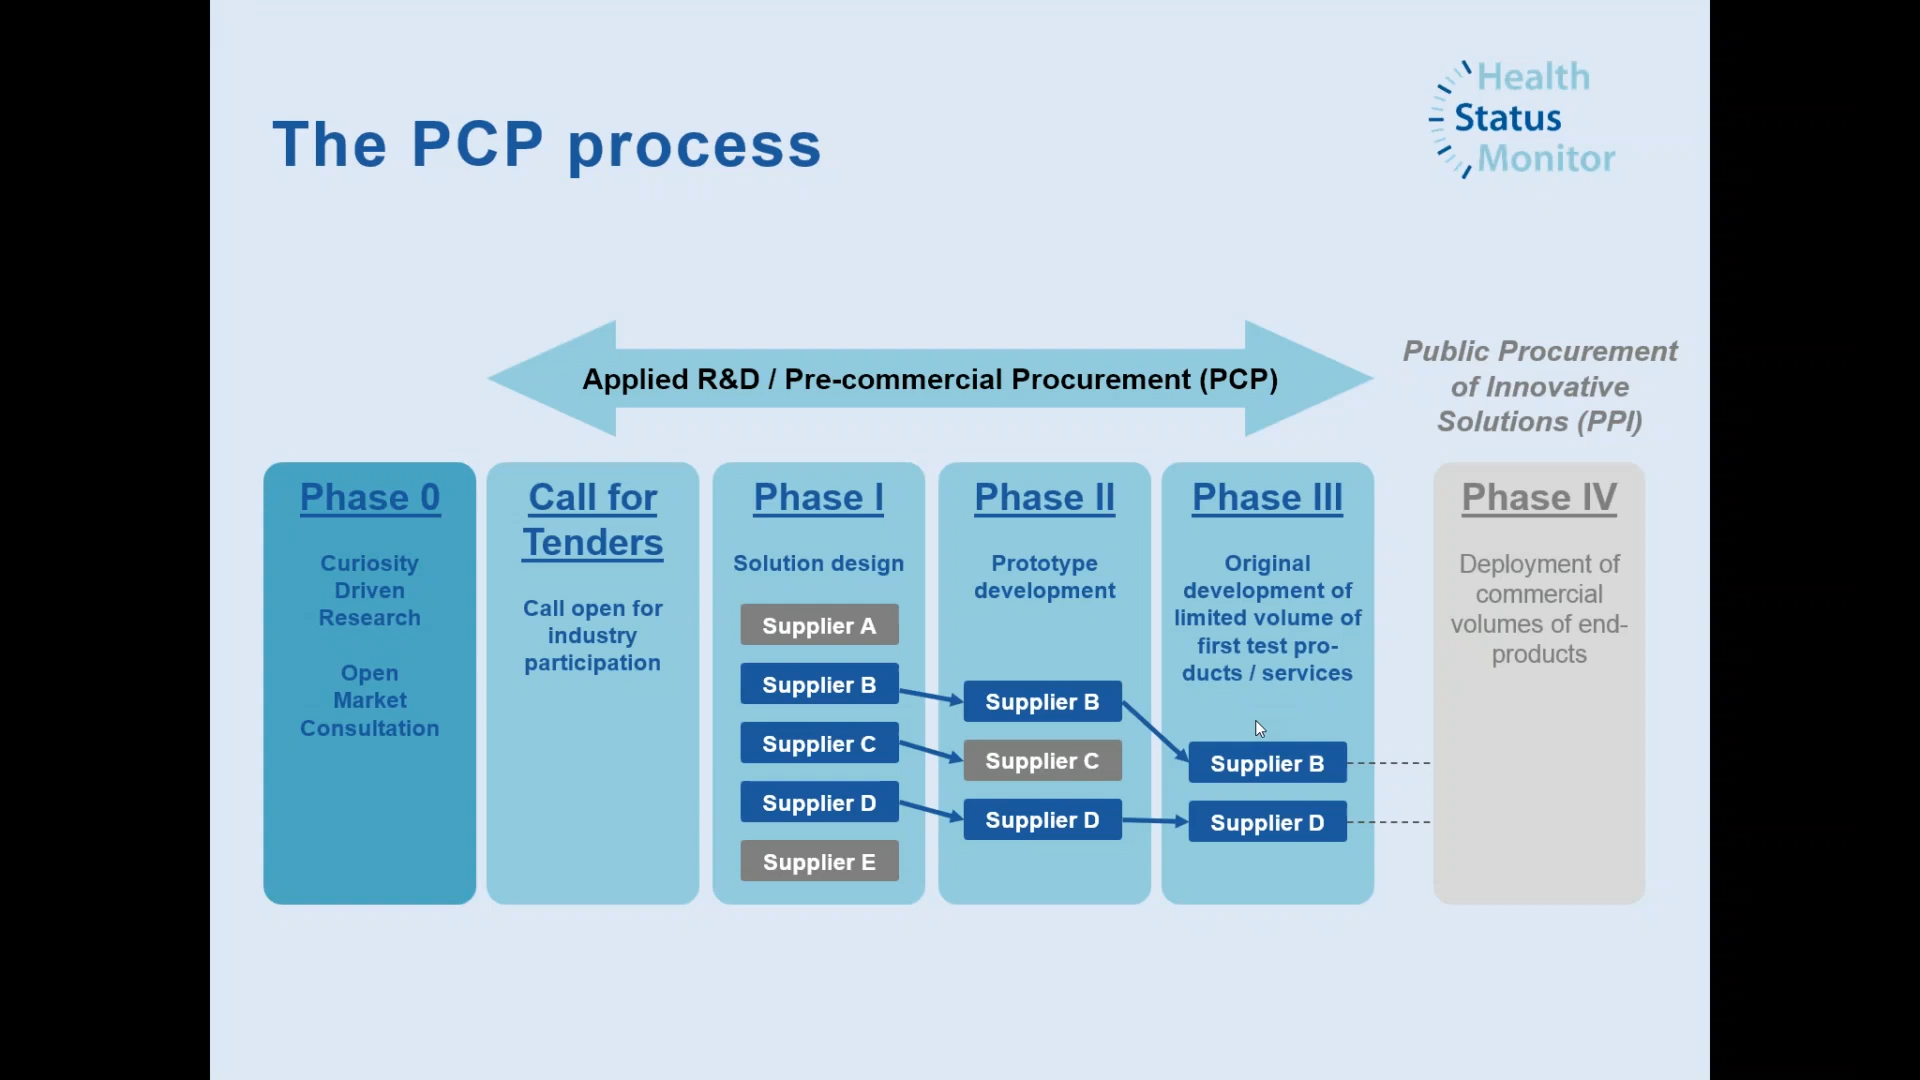 Health
Status
Monitor
The PCP process
Applied R&D / Pre-commercial Procurement (PCP)
Public Procurement
of Innovative
Solutions (PPI)
Phase 0
Curiosity
Driven
Research
Open
Market
Consultation
Call for
Tenders
Call open for
industry
participation
Phase I
Solution design
Supplier A
Supplier B
Supplier C
Supplier D
Supplier E
Phase II
Prototype
development
Supplier B
Supplier C
Supplier D
Phase III
Original
development of
limited volume of
first test pro-
ducts / services
Supplier B
Supplier D
Phase IV
Deployment of
commercial
volumes of end-
products